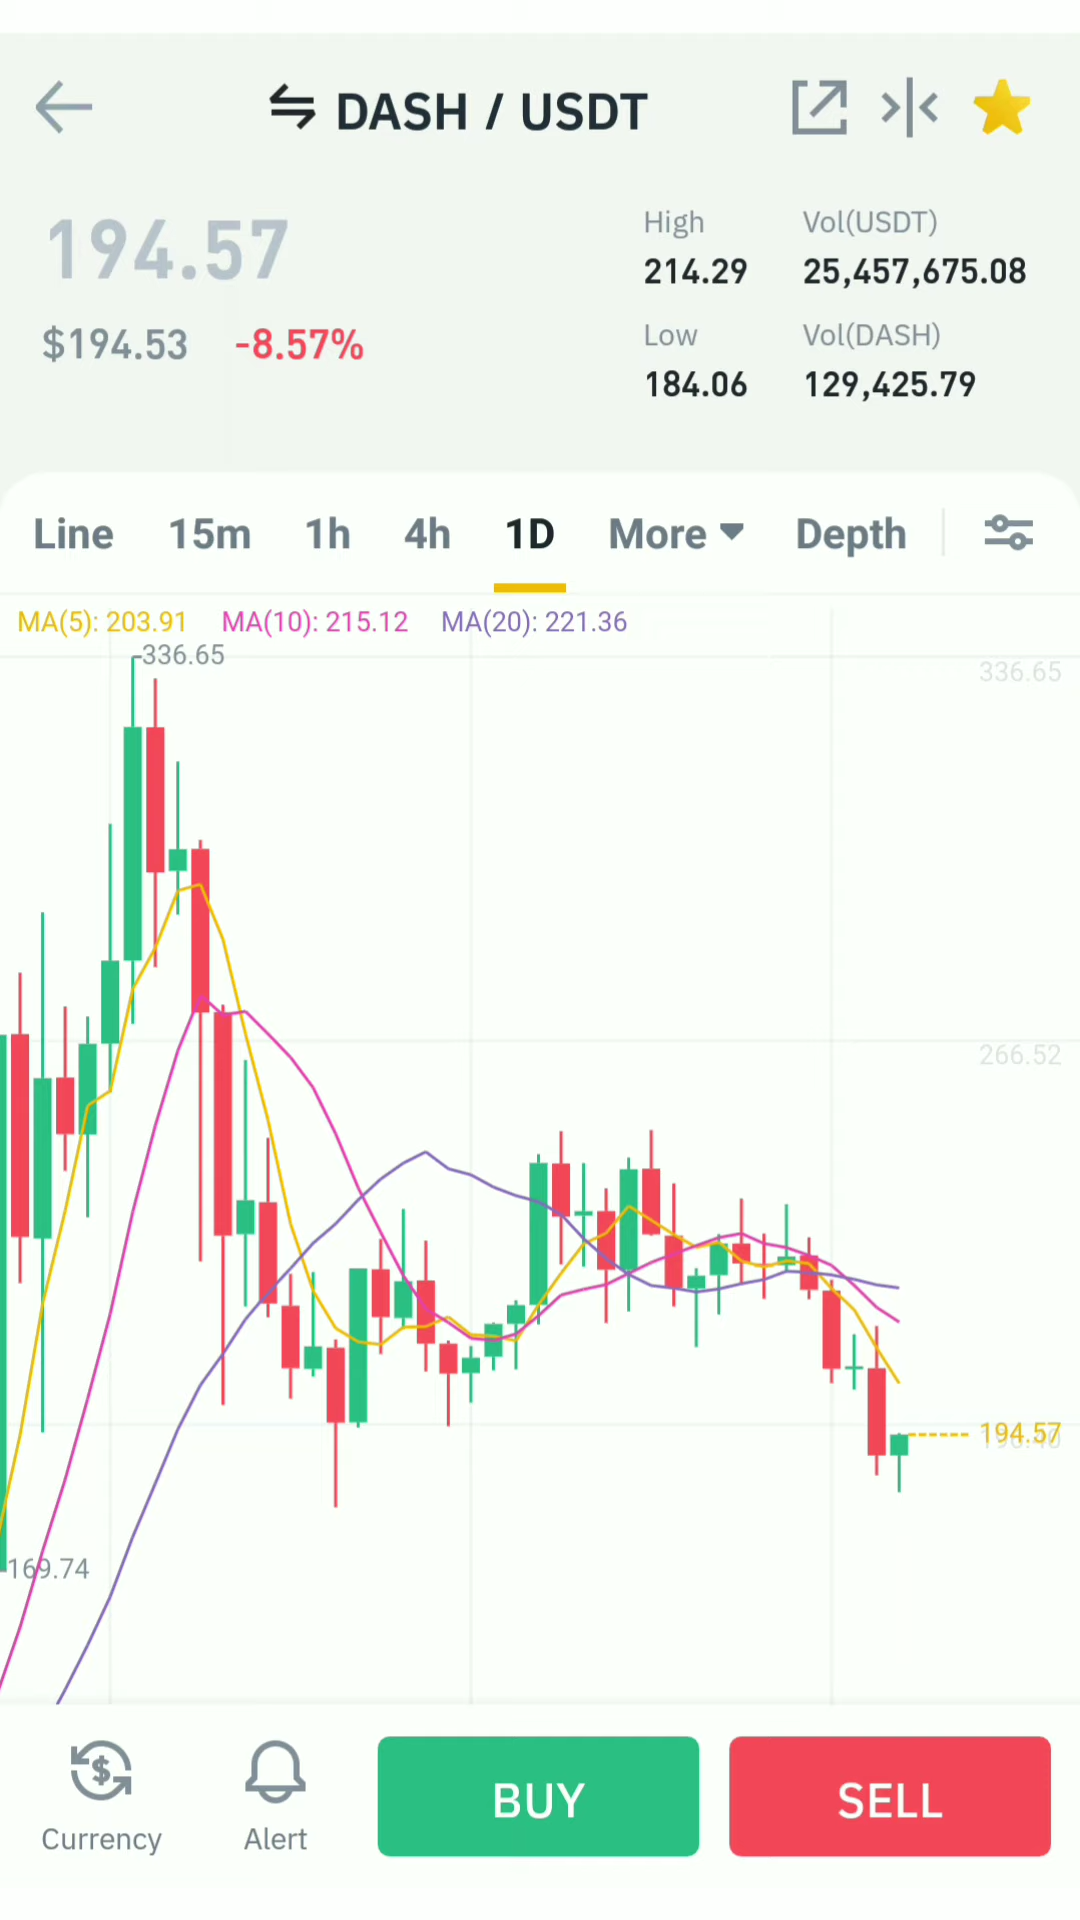 DASH / USDT
194.57
$194.53 -8.57%
High
214.29
Low
184.06
Vol(USDT)
25,457,675.08
Vol(DASH)
129,425.79
Line 15m 1h 4h 1D More Depth
MA(5): 203.91 MA(10): 215.12 MA(20): 221.36
336.65
336.65
266.52
194.57
169.74
Currency
Alert
BUY
SELL